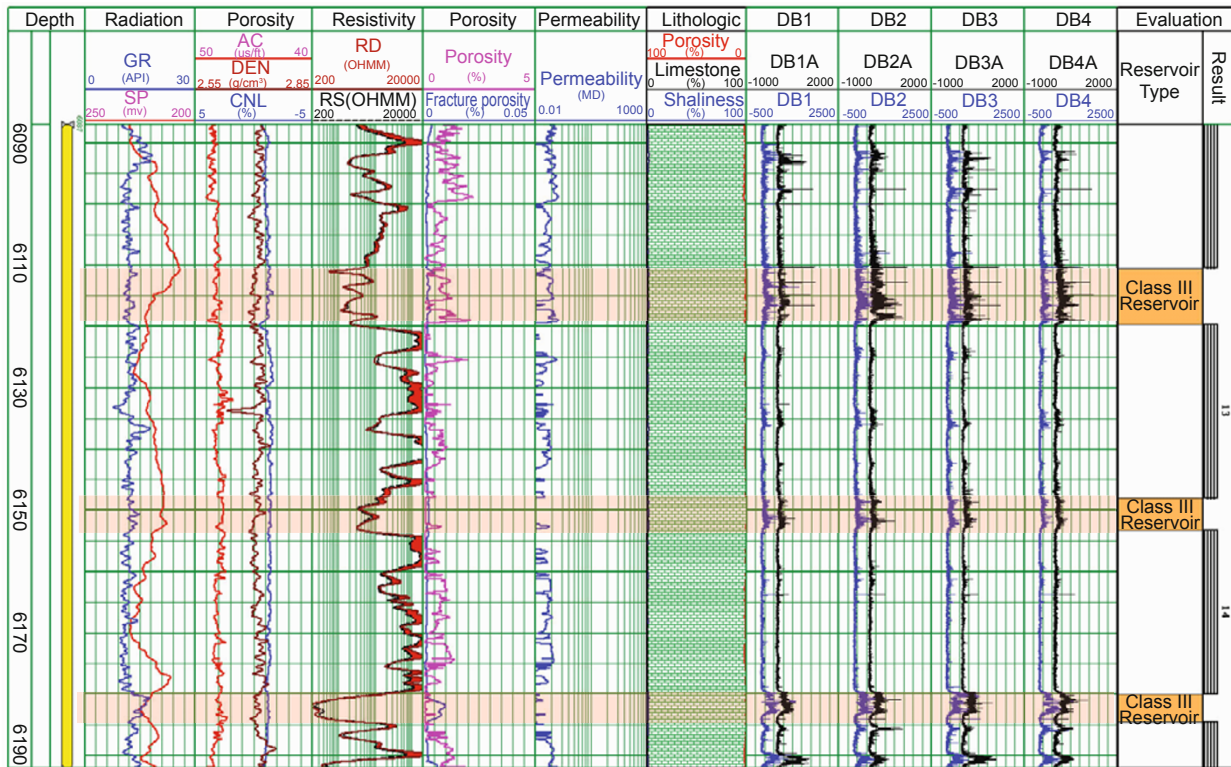 Depth Radiation Porosity Resistivity Porosity Permeability Lithologic DB1 DB2 DB3 DB4 Evaluation
GR
0 (API) 30
SP
250 (mv) 200
AC
50 (us/ft) 40
DEN
2.55 (g/cm³) 2.85
CNL
5 (%) -5
RD
(OHMM)
200 20000
RS(OHMM)
200 20000
Porosity
0 (%) 5
Fracture porosity
0 (%) 0.05
Permeability
(MD)
0.01 1000
Porosity
100 (%) 0
Limestone
0 (%) 100
Shaliness
0 (%) 100
DB1A
-1000 2000
DB1
-500 2500
DB2A
-1000 2000
DB2
-500 2500
DB3A
-1000 2000
DB3
-500 2500
DB4A
-1000 2000
DB4
-500 2500
Reservoir
Type
Result
6090
6110
Class III
Reservoir
6130
13
6150
Class III
Reservoir
14
6170
Class III
Reservoir
6190